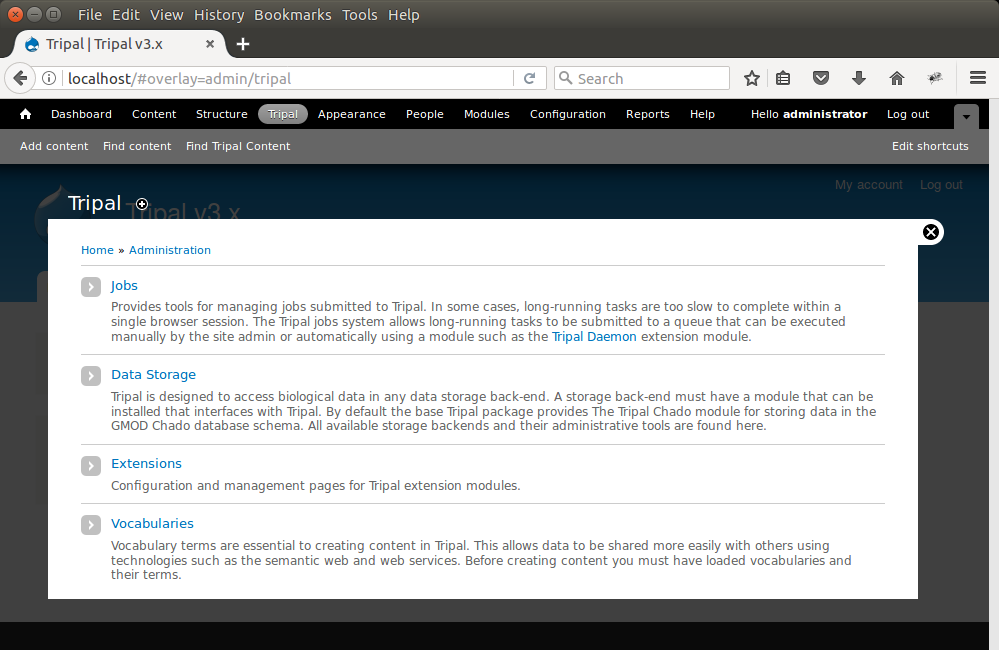 File Edit View History Bookmarks Tools Help
Tripal | Tripal v3.x
localhost/#overlay=admin/tripal
Search
Dashboard Content Structure Tripal Appearance People Modules Configuration Reports Help Hello administrator Log out
Add content Find content Find Tripal Content Edit shortcuts
My account Log out
Tripal
Tripal v3.x
Home » Administration
Jobs
Provides tools for managing jobs submitted to Tripal. In some cases, long-running tasks are too slow to complete within a
single browser session. The Tripal jobs system allows long-running tasks to be submitted to a queue that can be executed
manually by the site admin or automatically using a module such as the Tripal Daemon extension module.
Data Storage
Tripal is designed to access biological data in any data storage back-end. A storage back-end must have a module that can be
installed that interfaces with Tripal. By default the base Tripal package provides The Tripal Chado module for storing data in the
GMOD Chado database schema. All available storage backends and their administrative tools are found here.
Extensions
Configuration and management pages for Tripal extension modules.
Vocabularies
Vocabulary terms are essential to creating content in Tripal. This allows data to be shared more easily with others using
technologies such as the semantic web and web services. Before creating content you must have loaded vocabularies and
their terms.